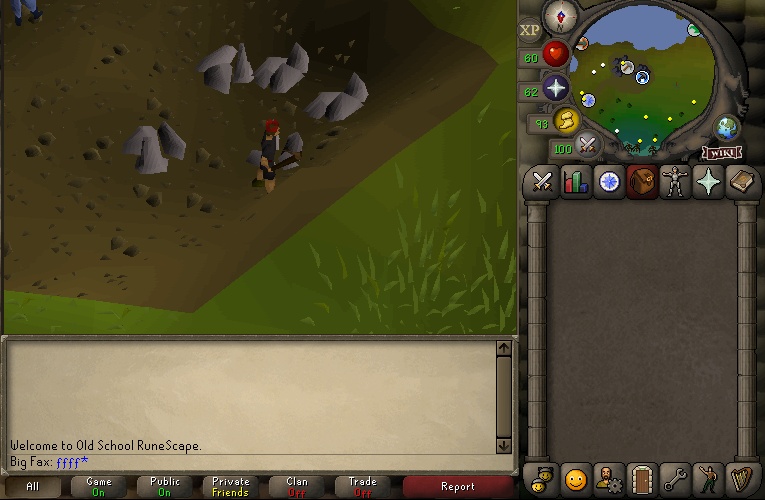 XP
60
62
93
100
WIKI
Welcome to Old School RuneScape.
Big Fax: ffff*
All
Game
On
Public
On
Private
Friends
Clan
Off
Trade
Off
Report